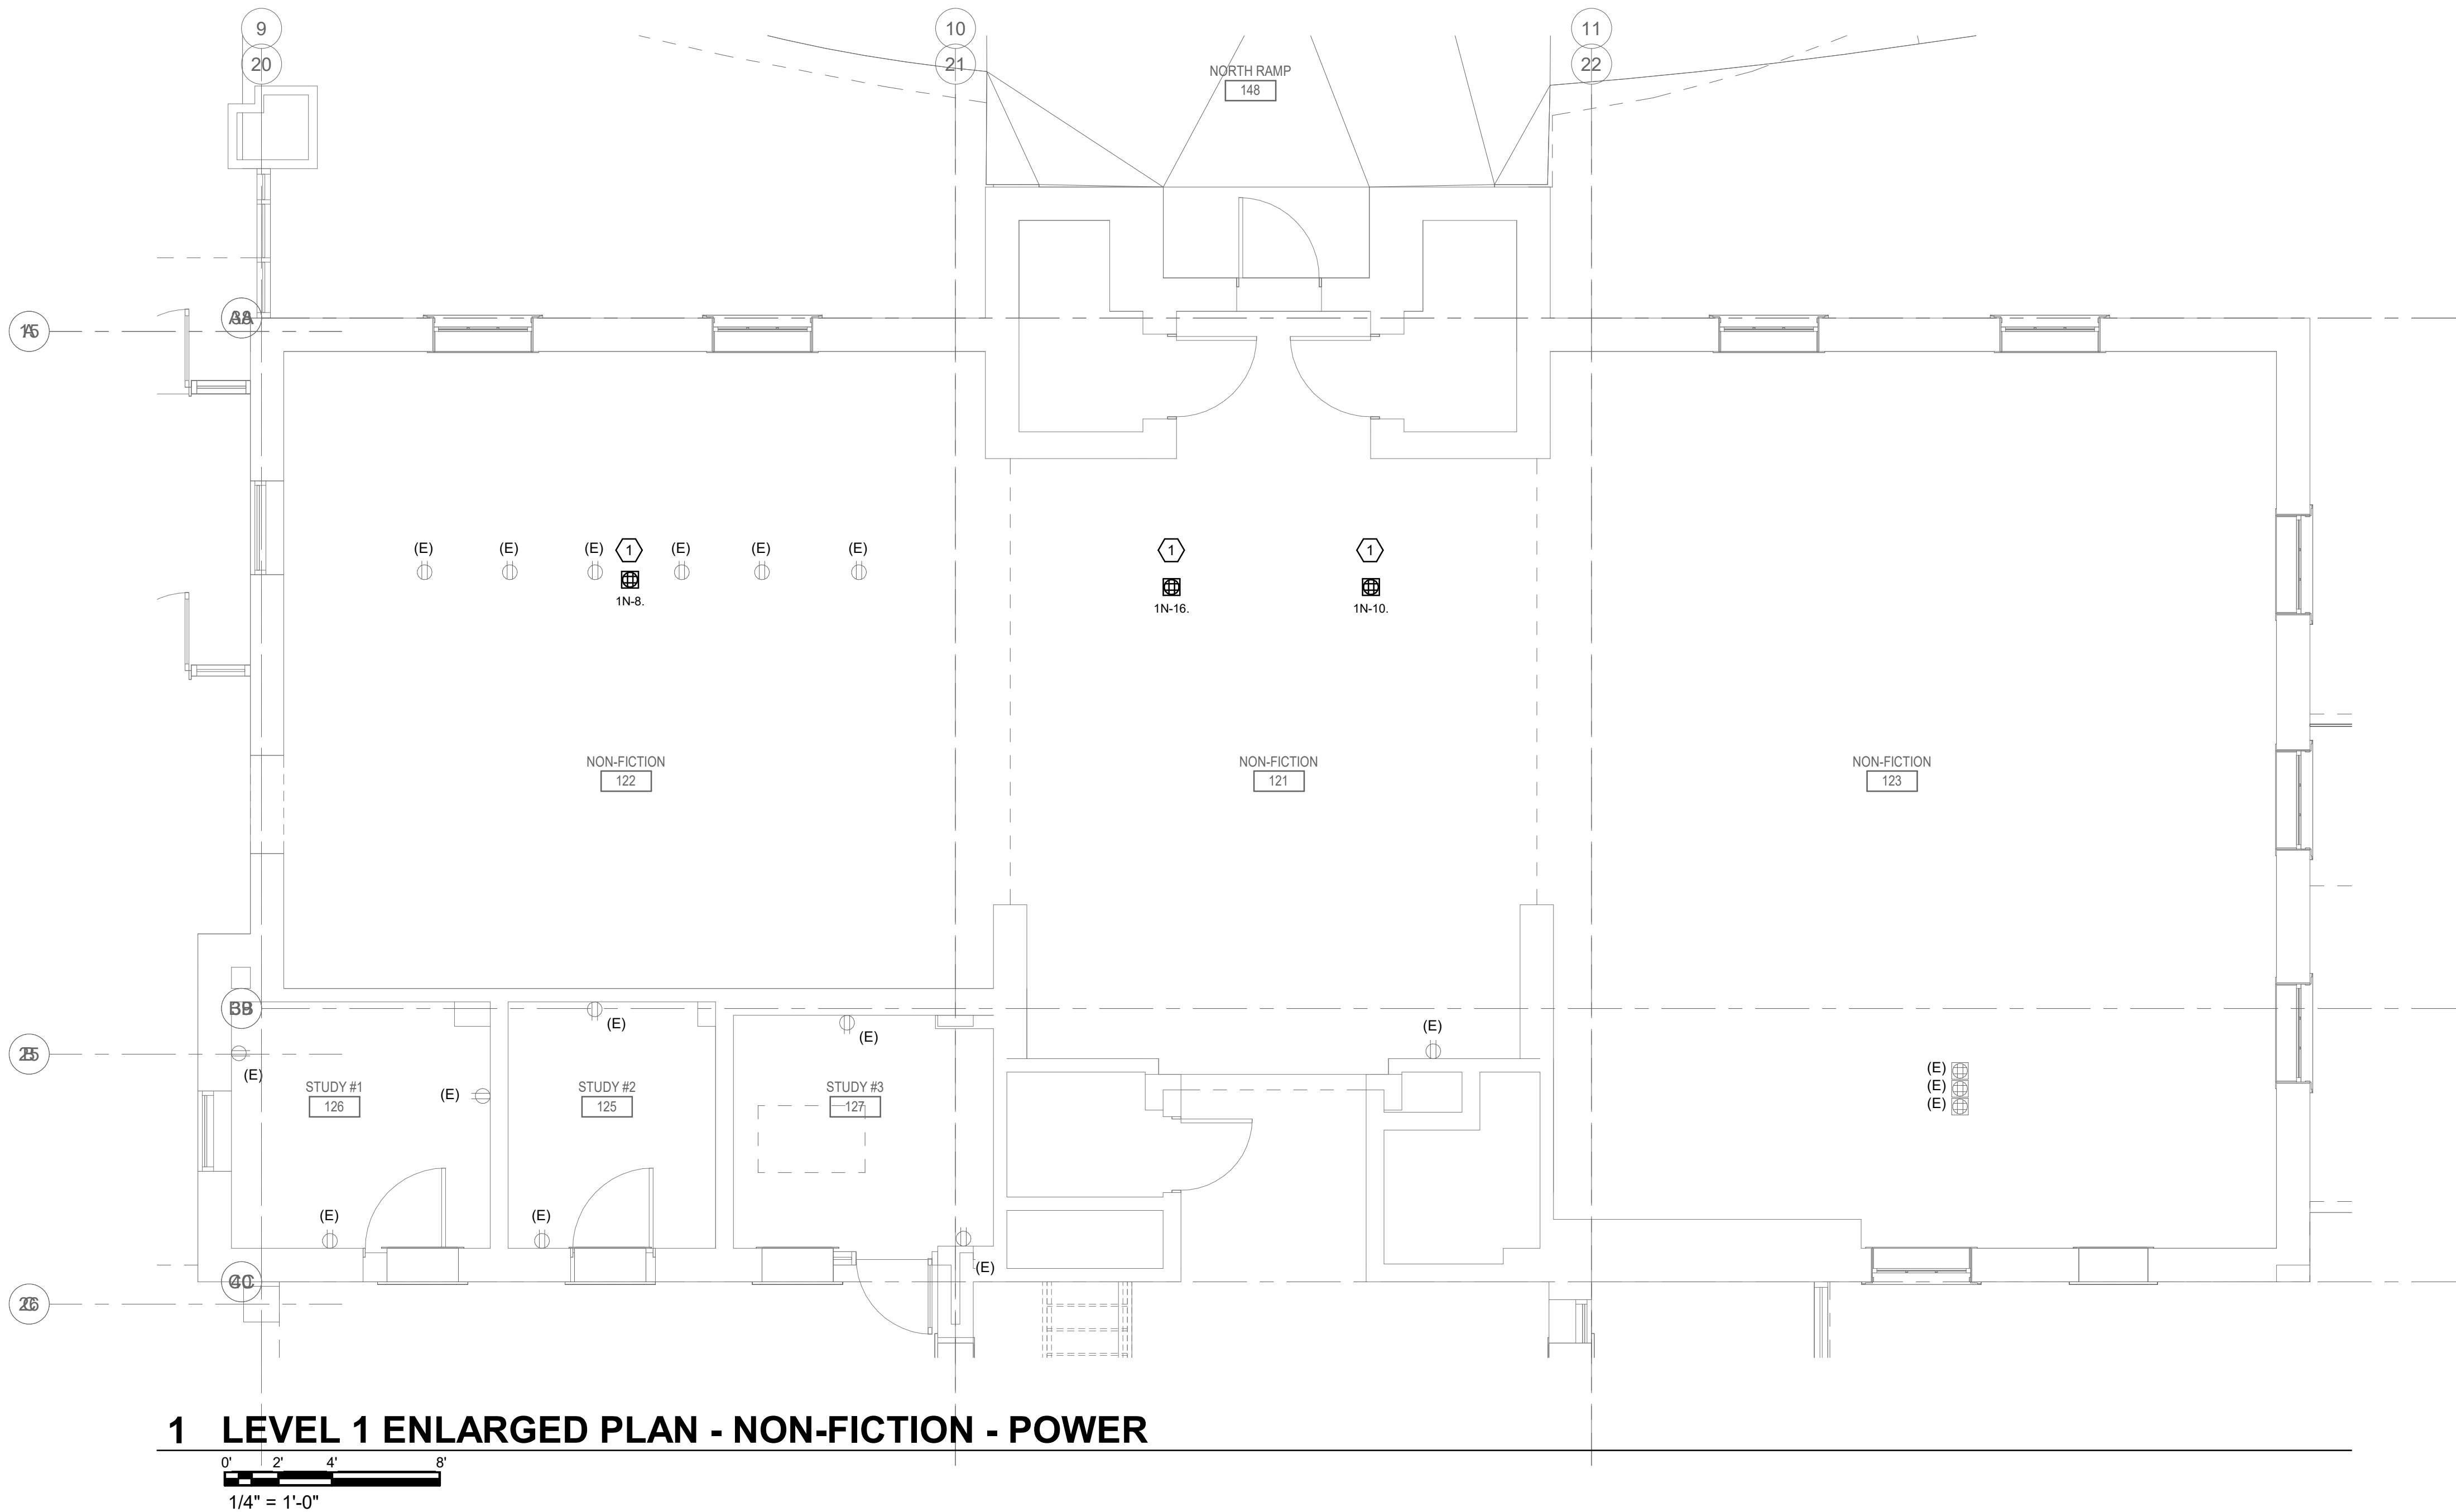 9
10
11
20
21
22
NORTH RAMP
148
AA
A
(E)
(E)
(E)
1
(E)
(E)
(E)
1
1
1N-8.
1N-16.
1N-10.
NON-FICTION
122
NON-FICTION
121
NON-FICTION
123
BB
B
(E)
(E)
(E)
(E)
(E)
(E)
(E)
(E)
STUDY #1
126
STUDY #2
125
STUDY #3
127
(E)
(E)
(E)
1 LEVEL 1 ENLARGED PLAN - NON-FICTION - POWER
0' 2' 4' 8'
1/4" = 1'-0"